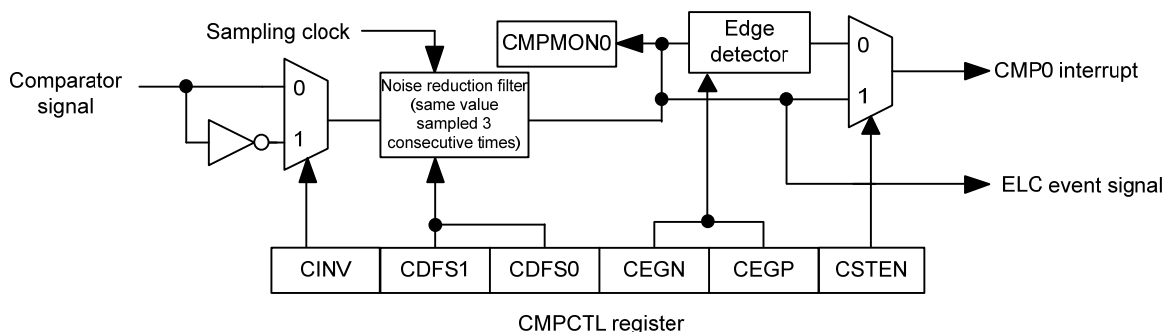 Sampling clock
CMPMON0
Edge
detector
0
CMP0 interrupt
Comparator
signal
0
1
Noise reduction filter
(same value
sampled 3
consecutive times)
1
ELC event signal
CINV
CDFS1
CDFS0
CEGN
CEGP
CSTEN
CMPCTL register